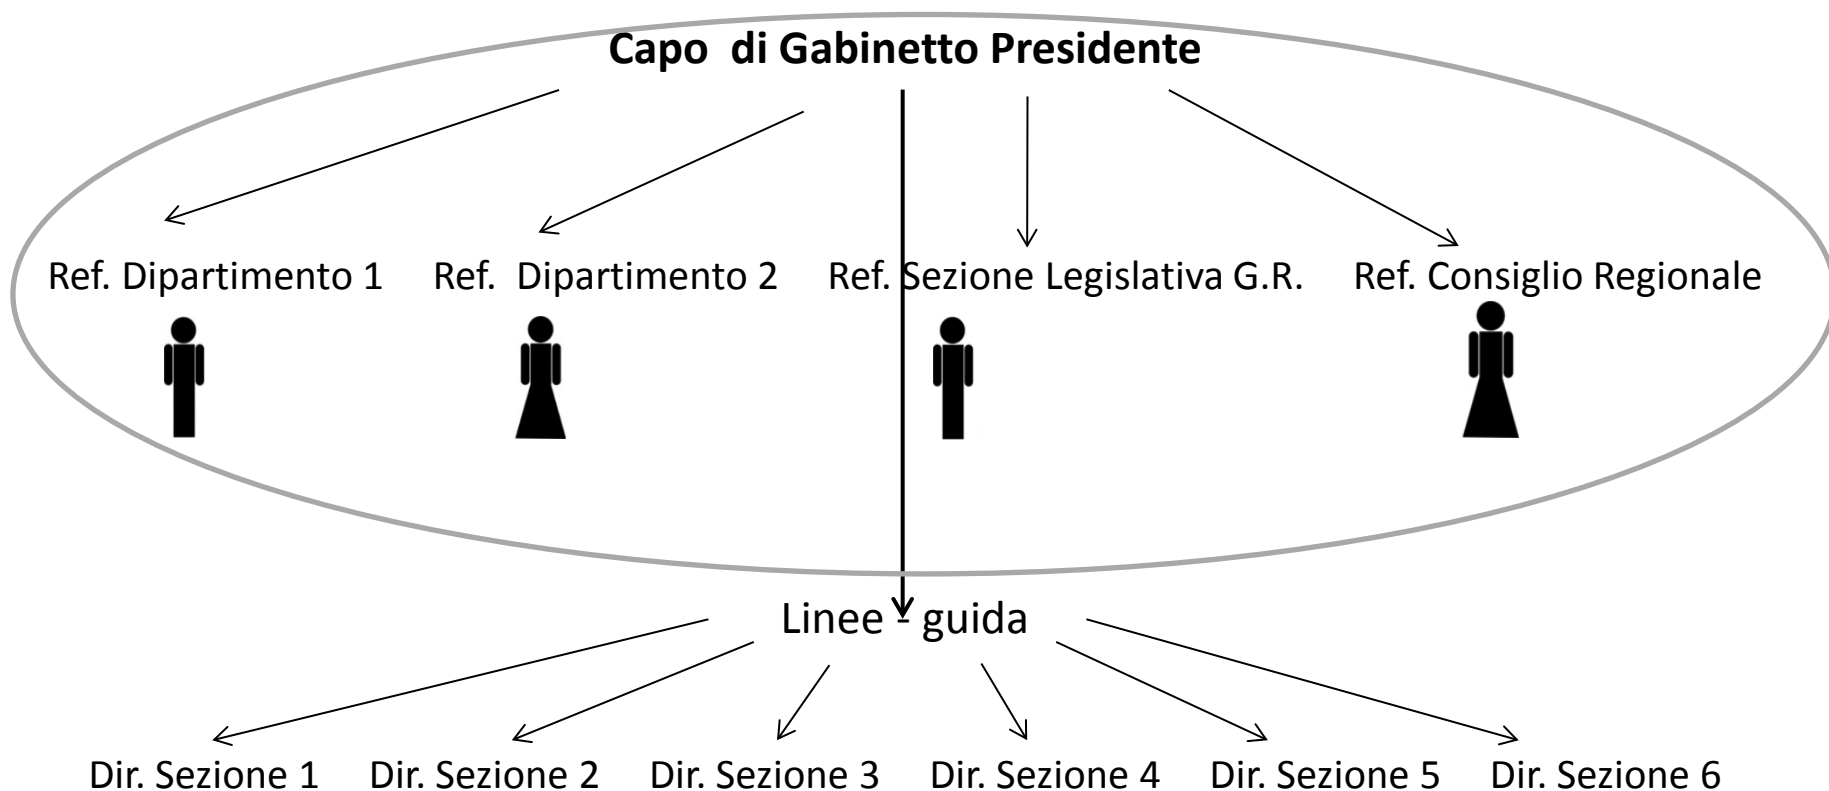 Capo di Gabinetto Presidente
Ref. Dipartimento 1
Ref. Dipartimento 2
Ref. Sezione Legislativa G.R.
Ref. Consiglio Regionale
Linee - guida
Dir. Sezione 1
Dir. Sezione 2
Dir. Sezione 3
Dir. Sezione 4
Dir. Sezione 5
Dir. Sezione 6